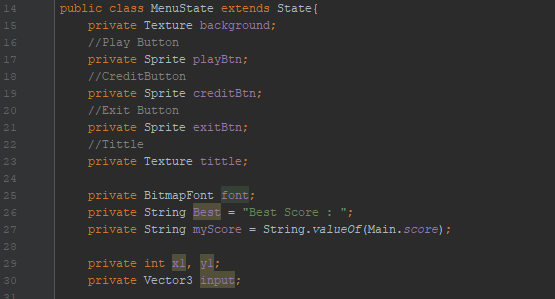 14 public class MenuState extends State{
15 private Texture background;
16 //Play Button
17 private Sprite playBtn;
18 //CreditButton
19 private Sprite creditBtn;
20 //Exit Button
21 private Sprite exitBtn;
22 //Tittle
23 private Texture tittle;
24
25 private BitmapFont font;
26 private String Best = "Best Score : ";
27 private String myScore = String.valueOf(Main.score);
28
29 private int xl, yl;
30 private Vector3 input;
31